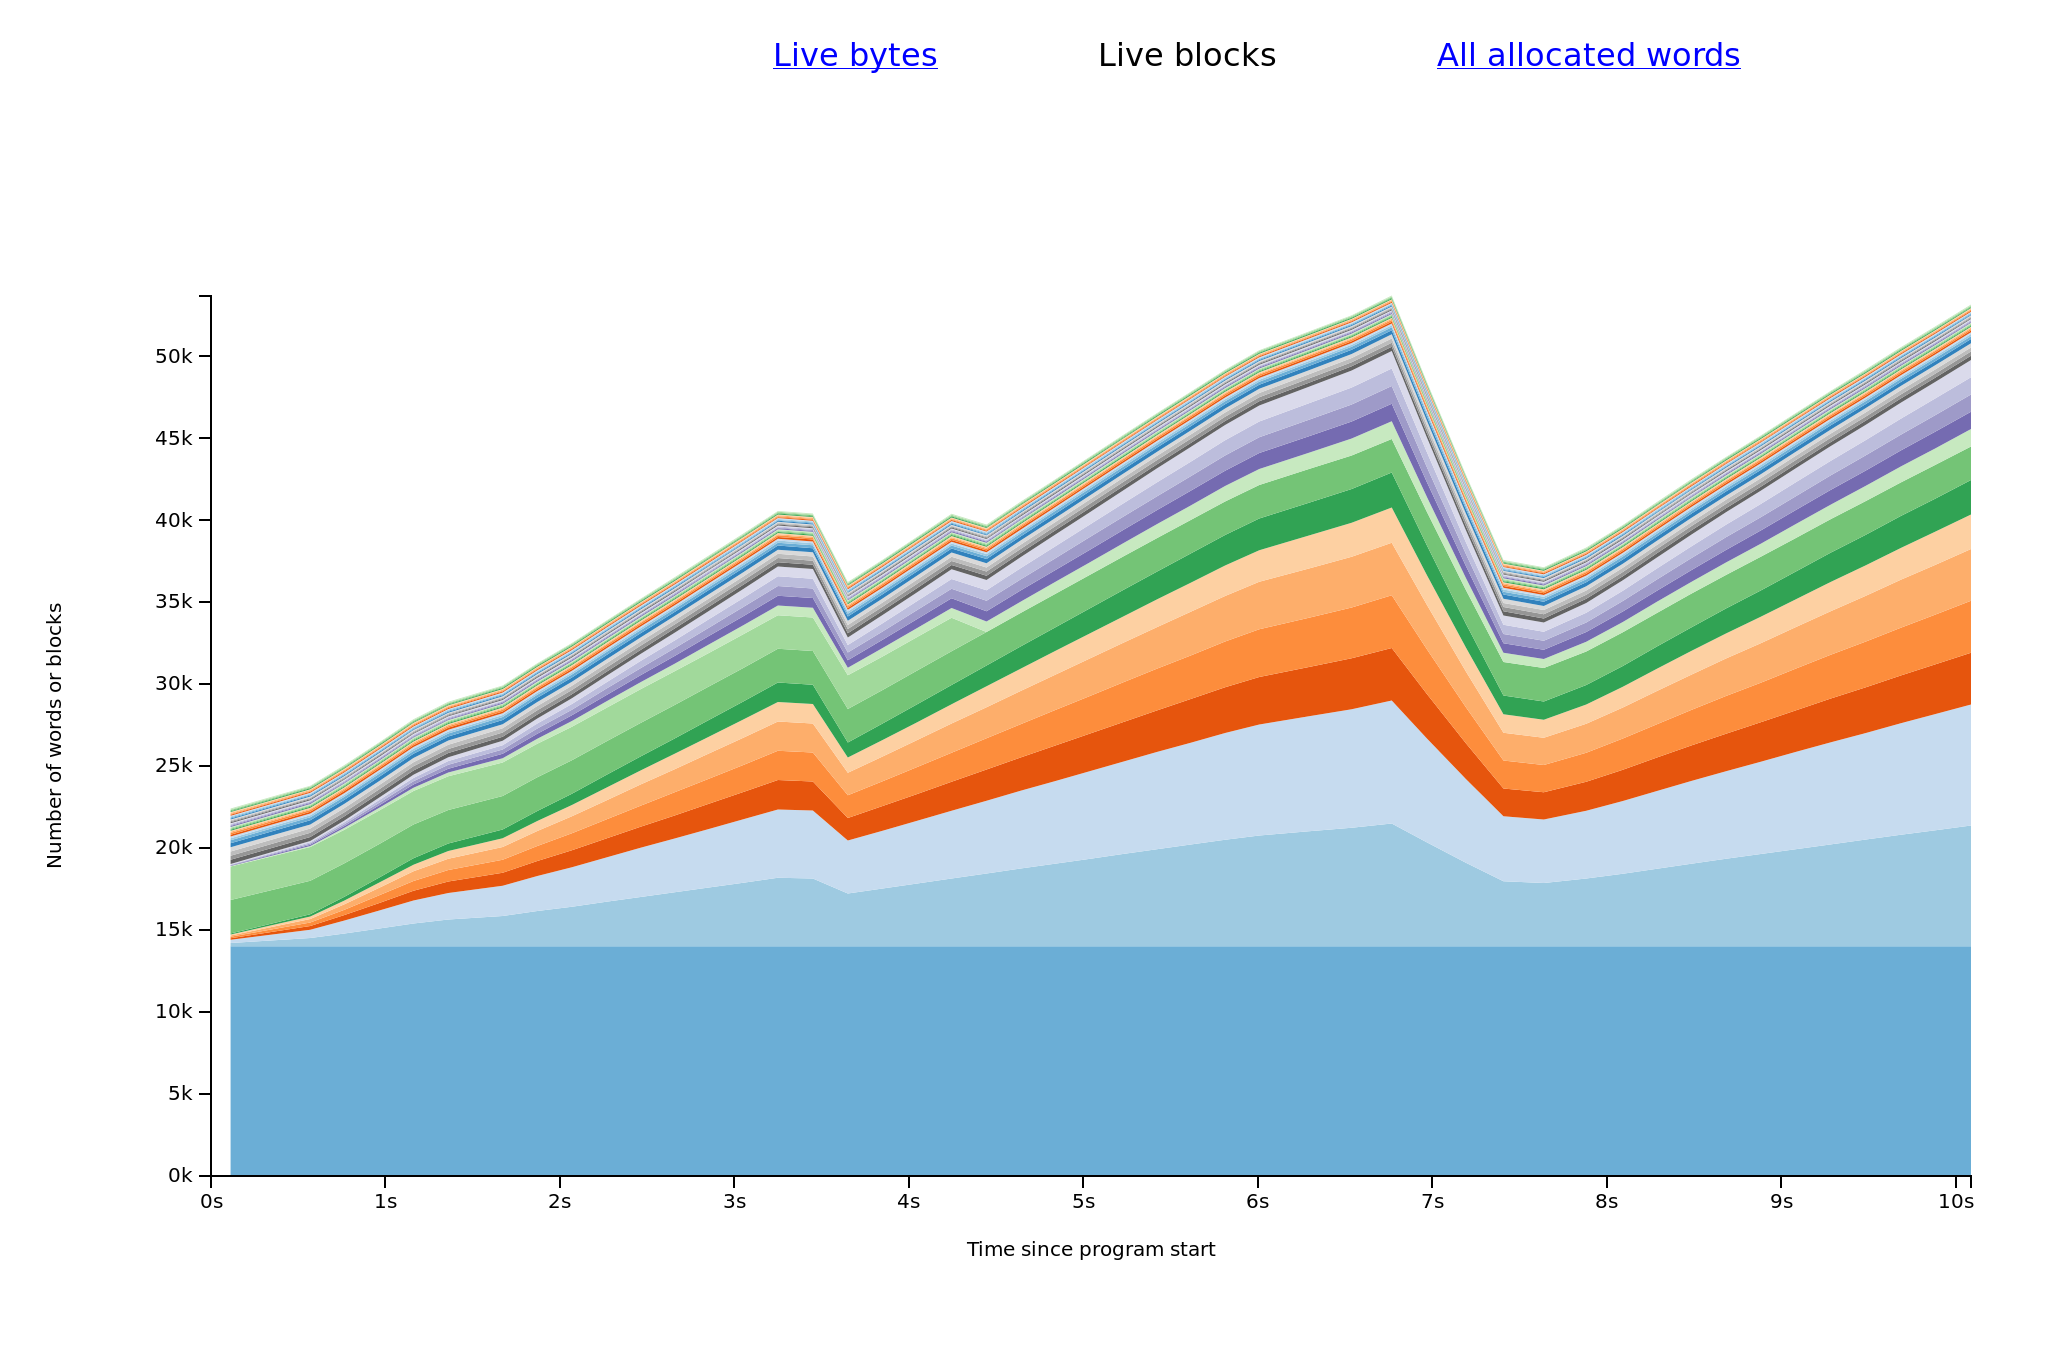 Live bytes Live blocks All allocated words
Number of words or blocks
50k
45k
40k
35k
30k
25k
20k
15k
10k
5k
0k
0s 1s 2s 3s 4s 5s 6s 7s 8s 9s 10s
Time since program start